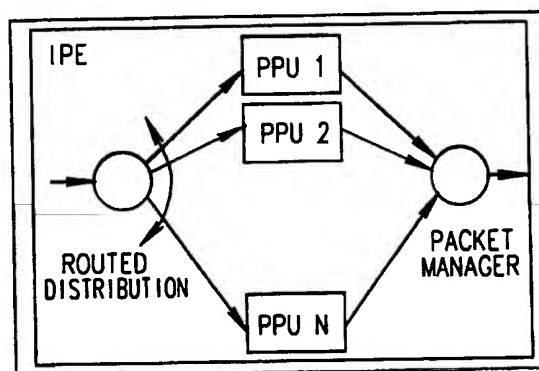 IPE
PPU 1
PPU 2
ROUTED
DISTRIBUTION
PACKET
MANAGER
PPU N